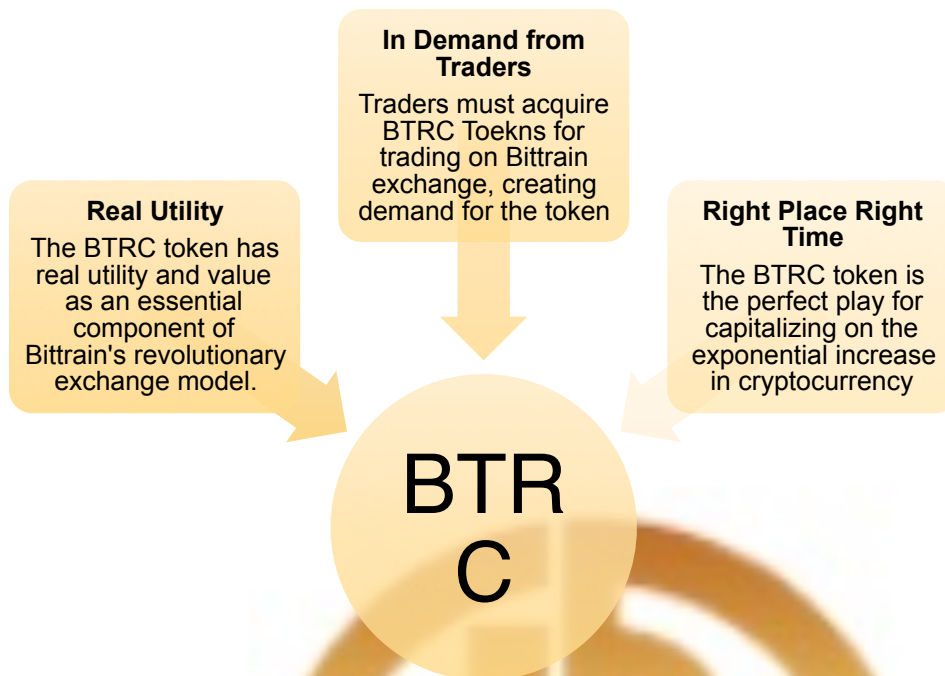 In Demand from
Traders
Traders must acquire
BTRC Toekns for
trading on Bittrain
exchange, creating
demand for the token
Real Utility
The BTRC token has
real utility and value
as an essential
component of
Bittrain's revolutionary
exchange model.
Right Place Right
Time
The BTRC token is
the perfect play for
capitalizing on the
exponential increase
in cryptocurrency
BTR
C